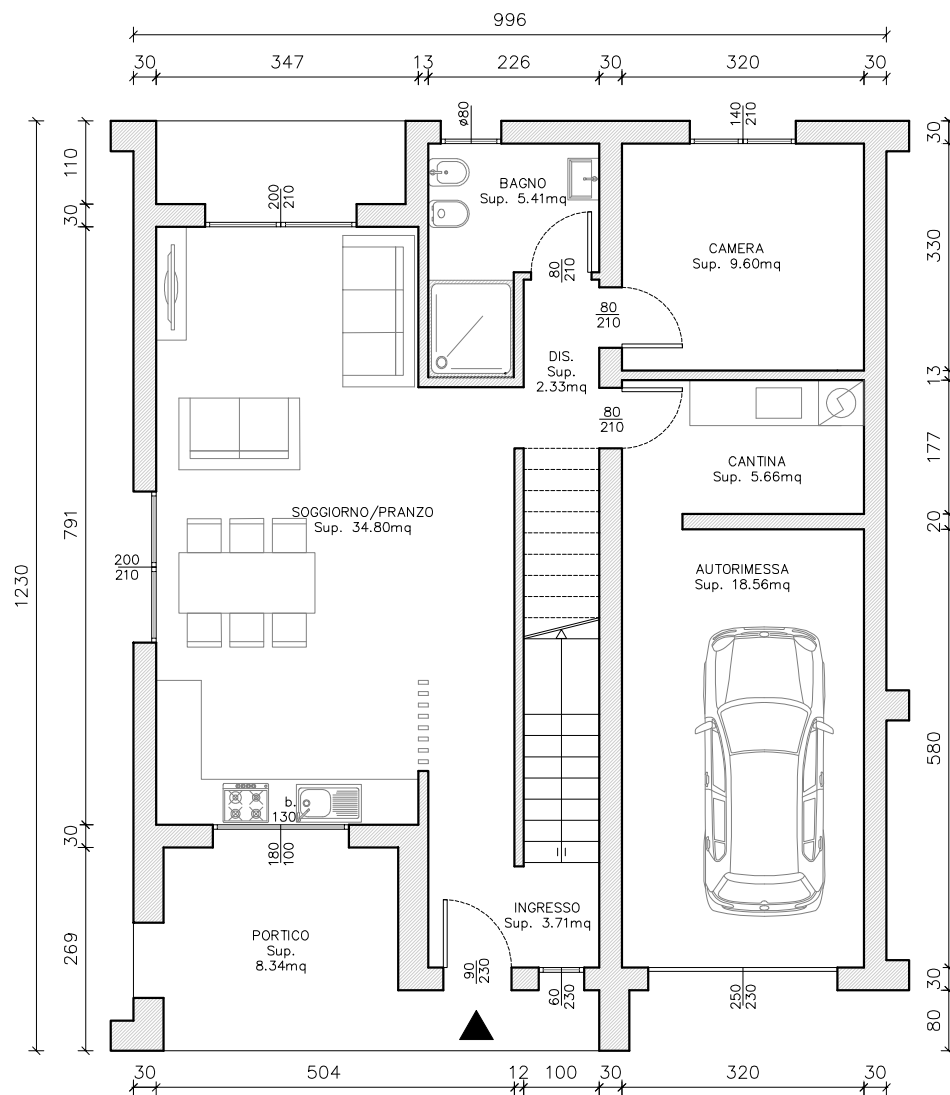 996
30 347 13 226 30 320 30
ø80
140
210
30
110
BAGNO
Sup. 5.41mq
200
210
30
330
CAMERA
Sup. 9.60mq
80
210
80
210
DIS.
Sup.
2.33mq
13
80
210
177
CANTINA
Sup. 5.66mq
SOGGIORNO/PRANZO
Sup. 34.80mq
791
20
1230
200
210
AUTORIMESSA
Sup. 18.56mq
580
b.
130
30
180
100
INGRESSO
Sup. 3.71mq
PORTICO
Sup.
8.34mq
269
90
230
60
230
250
230
30
80
30 504 12 100 30 320 30